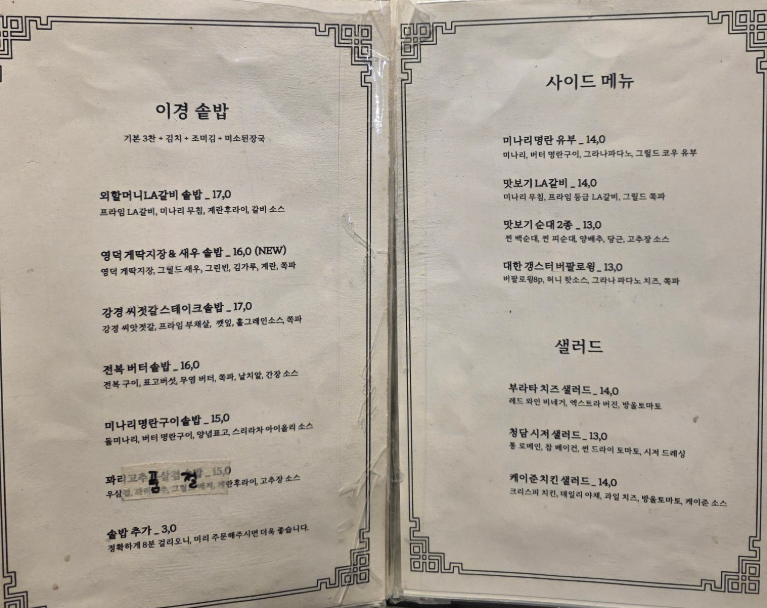 이경 솥밥
기본 3찬 + 김치 + 조미김 + 미소된장국
외할머니LA갈비 솥밥 _ 17,0
프라임 LA갈비, 미나리 무침, 계란후라이, 갈비 소스
영덕 게딱지장 & 새우 솥밥 _ 16,0 (NEW)
영덕 게딱지장, 그릴드 새우, 그린빈, 김가루, 계란, 쪽파
강경 씨젓갈 스테이크솥밥 _ 17,0
강경 씨앗젓갈, 프라임 부채살, 깻잎, 홀그레인소스, 쪽파
전복 버터 솥밥 _ 16,0
전복 구이, 표고버섯, 무염 버터, 쪽파, 날치알, 간장 소스
미나리 명란구이솥밥 _ 15,0
돌미나리, 버터 명란구이, 양념표고, 스리라차 아이올리 소스
꽈리고추 솥밥 _ 15,0
품절
계란후라이, 고추장 소스
솥밥 추가 _ 3,0
정확하게 8분 걸리오니, 미리 주문해주시면 더욱 좋습니다.
사이드 메뉴
미나리 명란 유부 _ 14,0
미나리, 버터 명란구이, 그라나파다노, 그릴드 코우 유부
맛보기 LA갈비 _ 14,0
미나리 무침, 프라임 등급 LA갈비, 그릴드 쪽파
맛보기 순대 2종 _ 13,0
찐 백순대, 찐 피순대, 양배추, 당근, 고추장 소스
대한 갱스터 버팔로윙 _ 13,0
버팔로윙8p, 허니 핫소스, 그라나 파다노 치즈, 쪽파
샐러드
부라타 치즈 샐러드 _ 14,0
레드 와인 비네거, 엑스트라 버진, 방울토마토
청담 시저 샐러드 _ 13,0
통 로메인, 찹 베이컨, 썬 드라이 토마토, 시저 드레싱
케이준 치킨 샐러드 _ 14,0
크리스피 치킨, 데일리 야채, 과일 치즈, 방울토마토, 케이준 소스